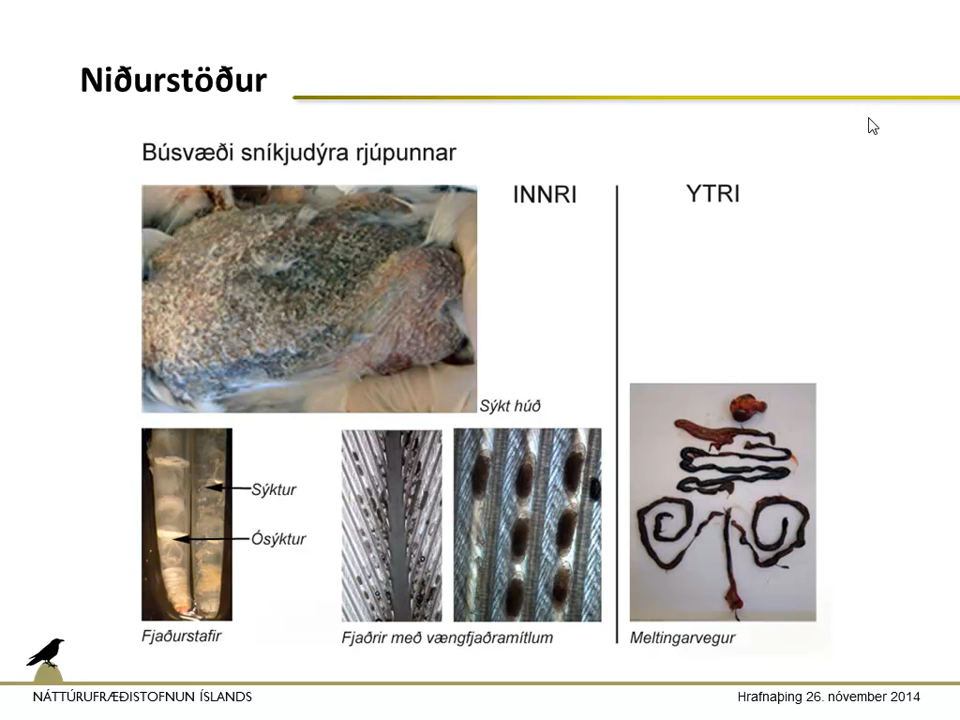 Niðurstöður
Búsvæði sníkjudýra rjúpunnar
INNRI
YTRI
Sýkt húð
Sýktur
Ósýktur
Fjaðurstafir
Fjaðrir með vængfjaðramítlum
Meltingarvegur
NÁTTÚRUFRÆÐISTOFNUN ÍSLANDS
Hrafnaþing 26. nóvember 2014